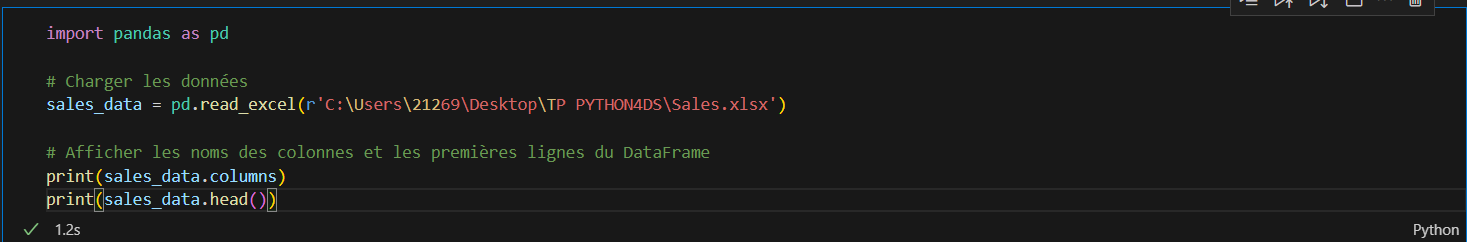 import pandas as pd
# Charger les données
sales_data = pd.read_excel(r'C:\Users\21269\Desktop\TP PYTHON4DS\Sales.xlsx')
# Afficher les noms des colonnes et les premières lignes du DataFrame
print(sales_data.columns)
print(sales_data.head())
1.2s
Python